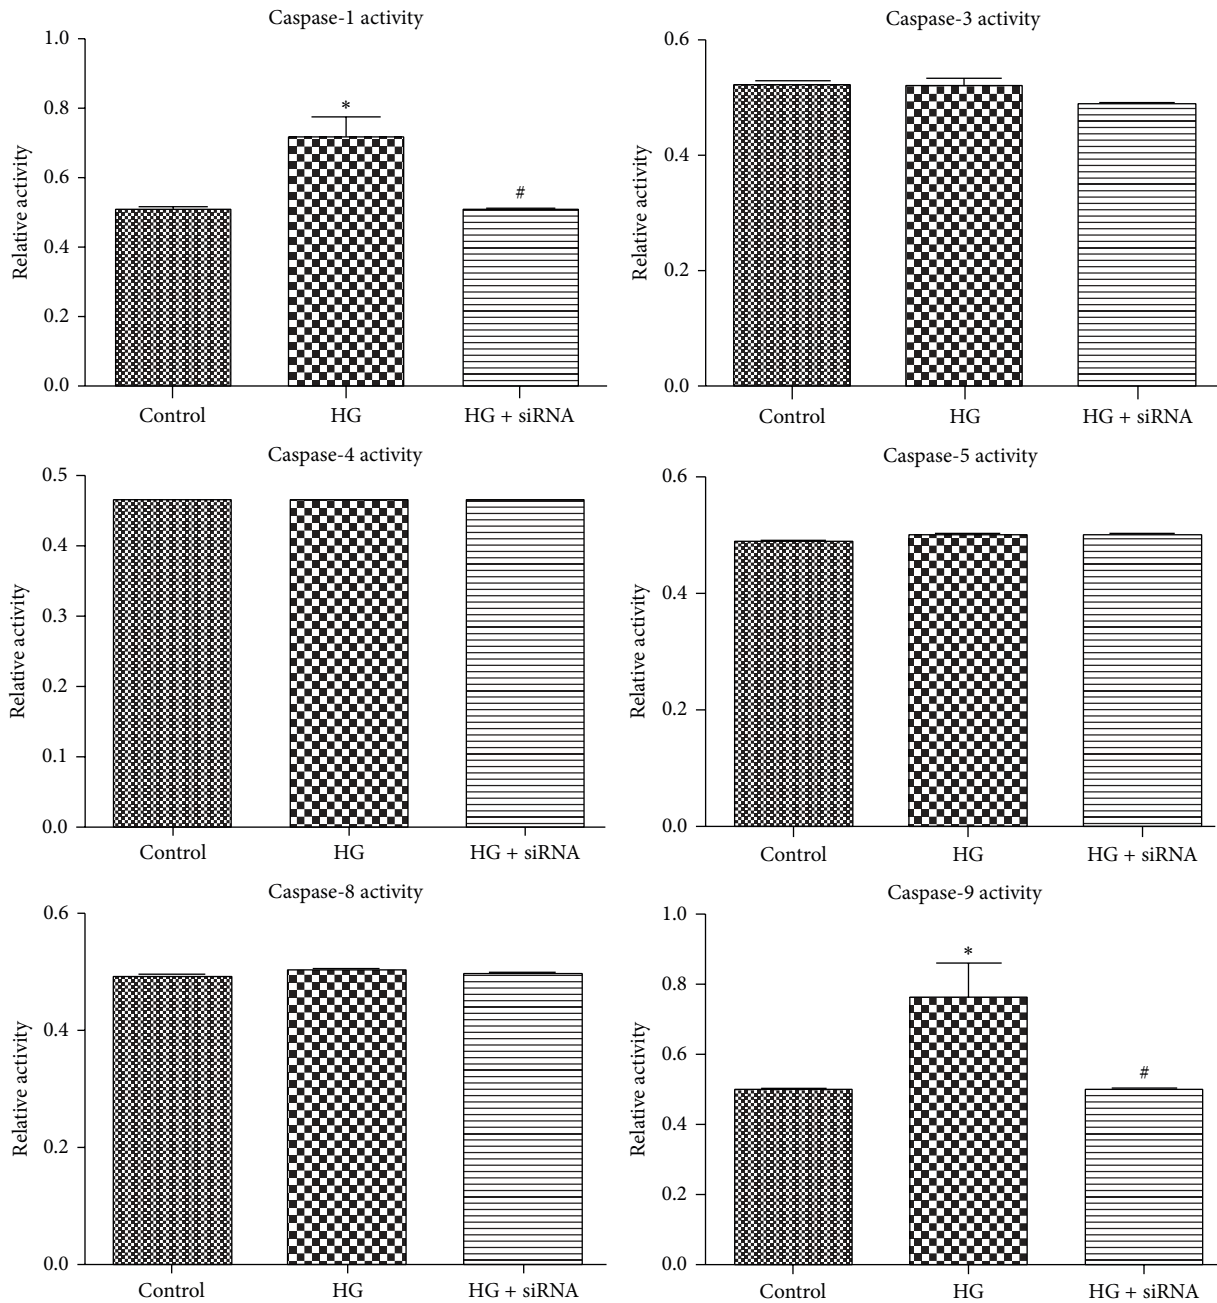 Caspase-1 activity
1.0
0.8
0.6
0.4
0.2
0.0
Relative activity
*
#
Control HG HG + siRNA
Caspase-3 activity
0.6
0.4
0.2
0.0
Relative activity
Control HG HG + siRNA
Caspase-4 activity
0.5
0.4
0.3
0.2
0.1
0.0
Relative activity
Control HG HG + siRNA
Caspase-5 activity
0.6
0.4
0.2
0.0
Relative activity
Control HG HG + siRNA
Caspase-8 activity
0.6
0.4
0.2
0.0
Relative activity
Control HG HG + siRNA
Caspase-9 activity
1.0
0.8
0.6
0.4
0.2
0.0
Relative activity
*
#
Control HG HG + siRNA